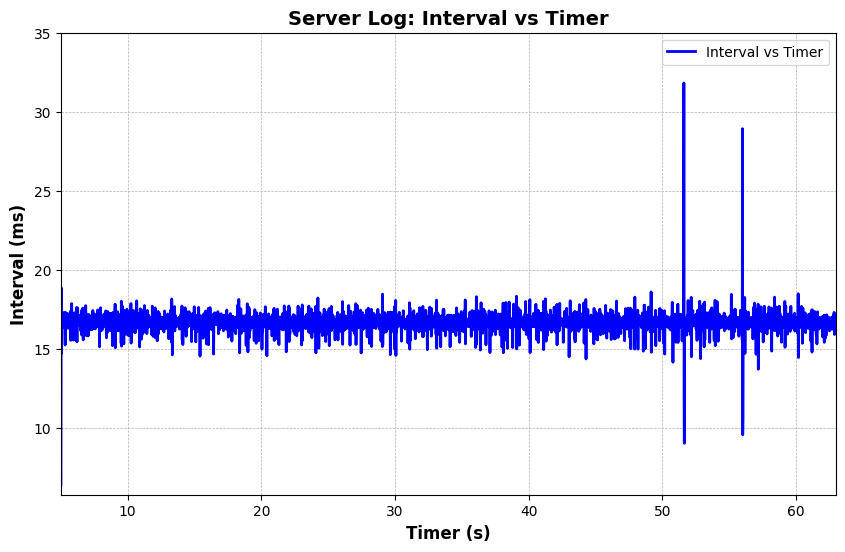 Server Log: Interval vs Timer
Interval vs Timer
35
30
25
20
15
10
Interval (ms)
10 20 30 40 50 60
Timer (s)